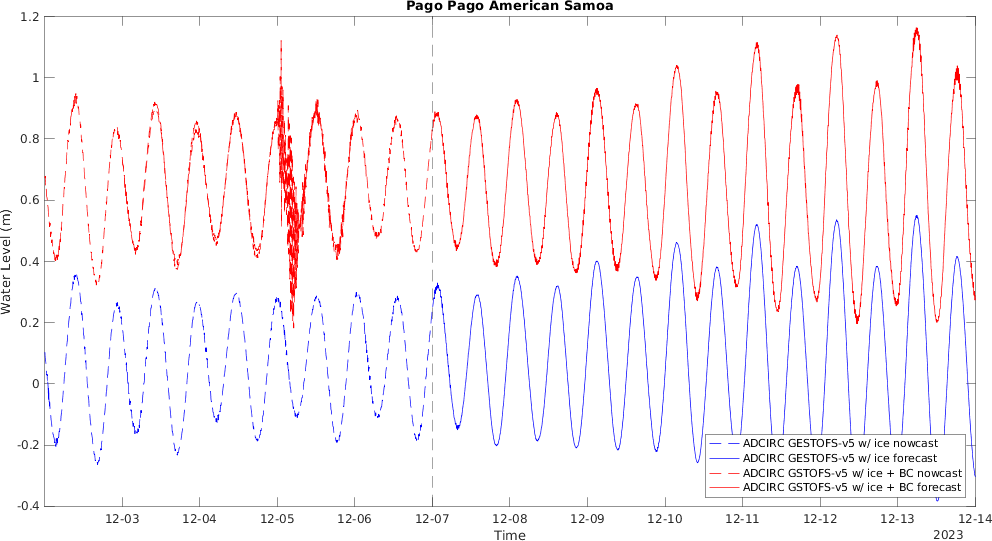 Pago Pago American Samoa
1.2
1
0.8
0.6
0.4
0.2
0
-0.2
-0.4
Water Level (m)
ADCIRC GESTOFS-v5 w/ ice nowcast
ADCIRC GESTOFS-v5 w/ ice forecast
ADCIRC GSTOFS-v5 w/ ice + BC nowcast
ADCIRC GSTOFS-v5 w/ ice + BC forecast
12-03 12-04 12-05 12-06 12-07 12-08 12-09 12-10 12-11 12-12 12-13 12-14
Time
2023